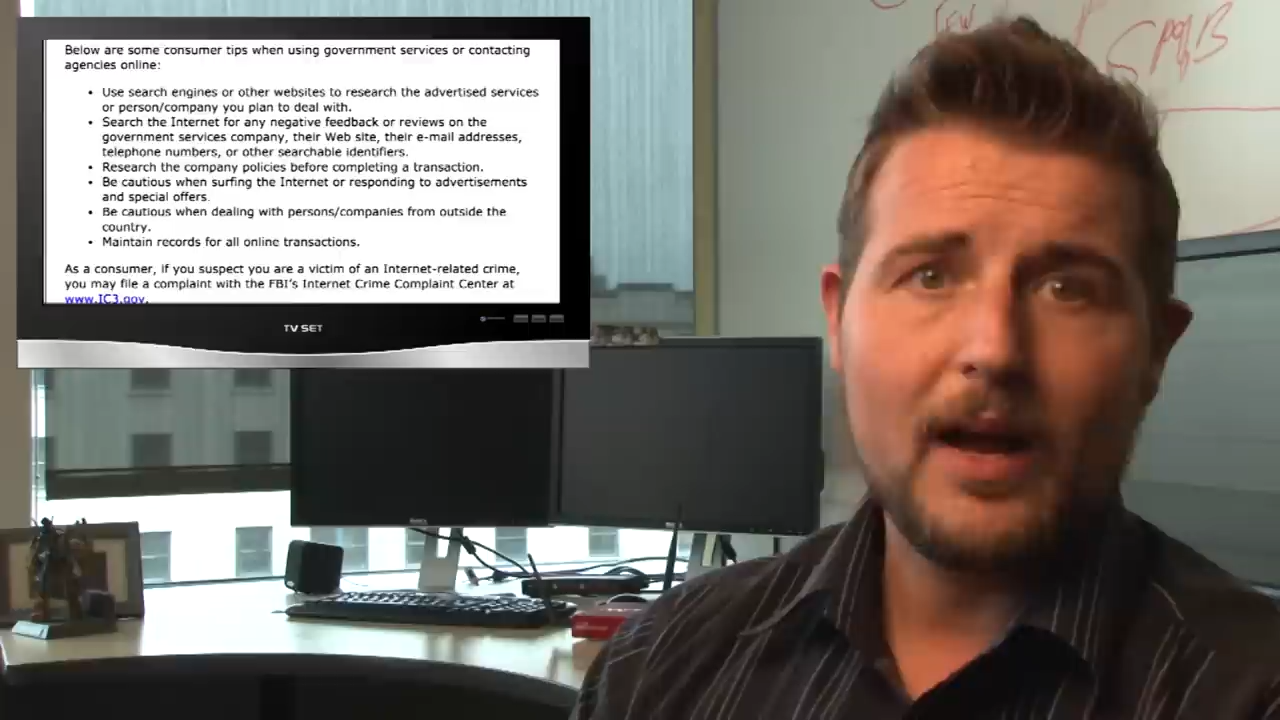 Below are some consumer tips when using government services or contacting
agencies online:
• Use search engines or other websites to research the advertised services
or person/company you plan to deal with.
• Search the Internet for any negative feedback or reviews on the
government services company, their Web site, their e-mail addresses,
telephone numbers, or other searchable identifiers.
• Research the company policies before completing a transaction.
• Be cautious when surfing the Internet or responding to advertisements
and special offers.
• Be cautious when dealing with persons/companies from outside the
country.
• Maintain records for all online transactions.
As a consumer, if you suspect you are a victim of an Internet-related crime,
you may file a complaint with the FBI's Internet Crime Complaint Center at
www.IC3.gov.
TV SET